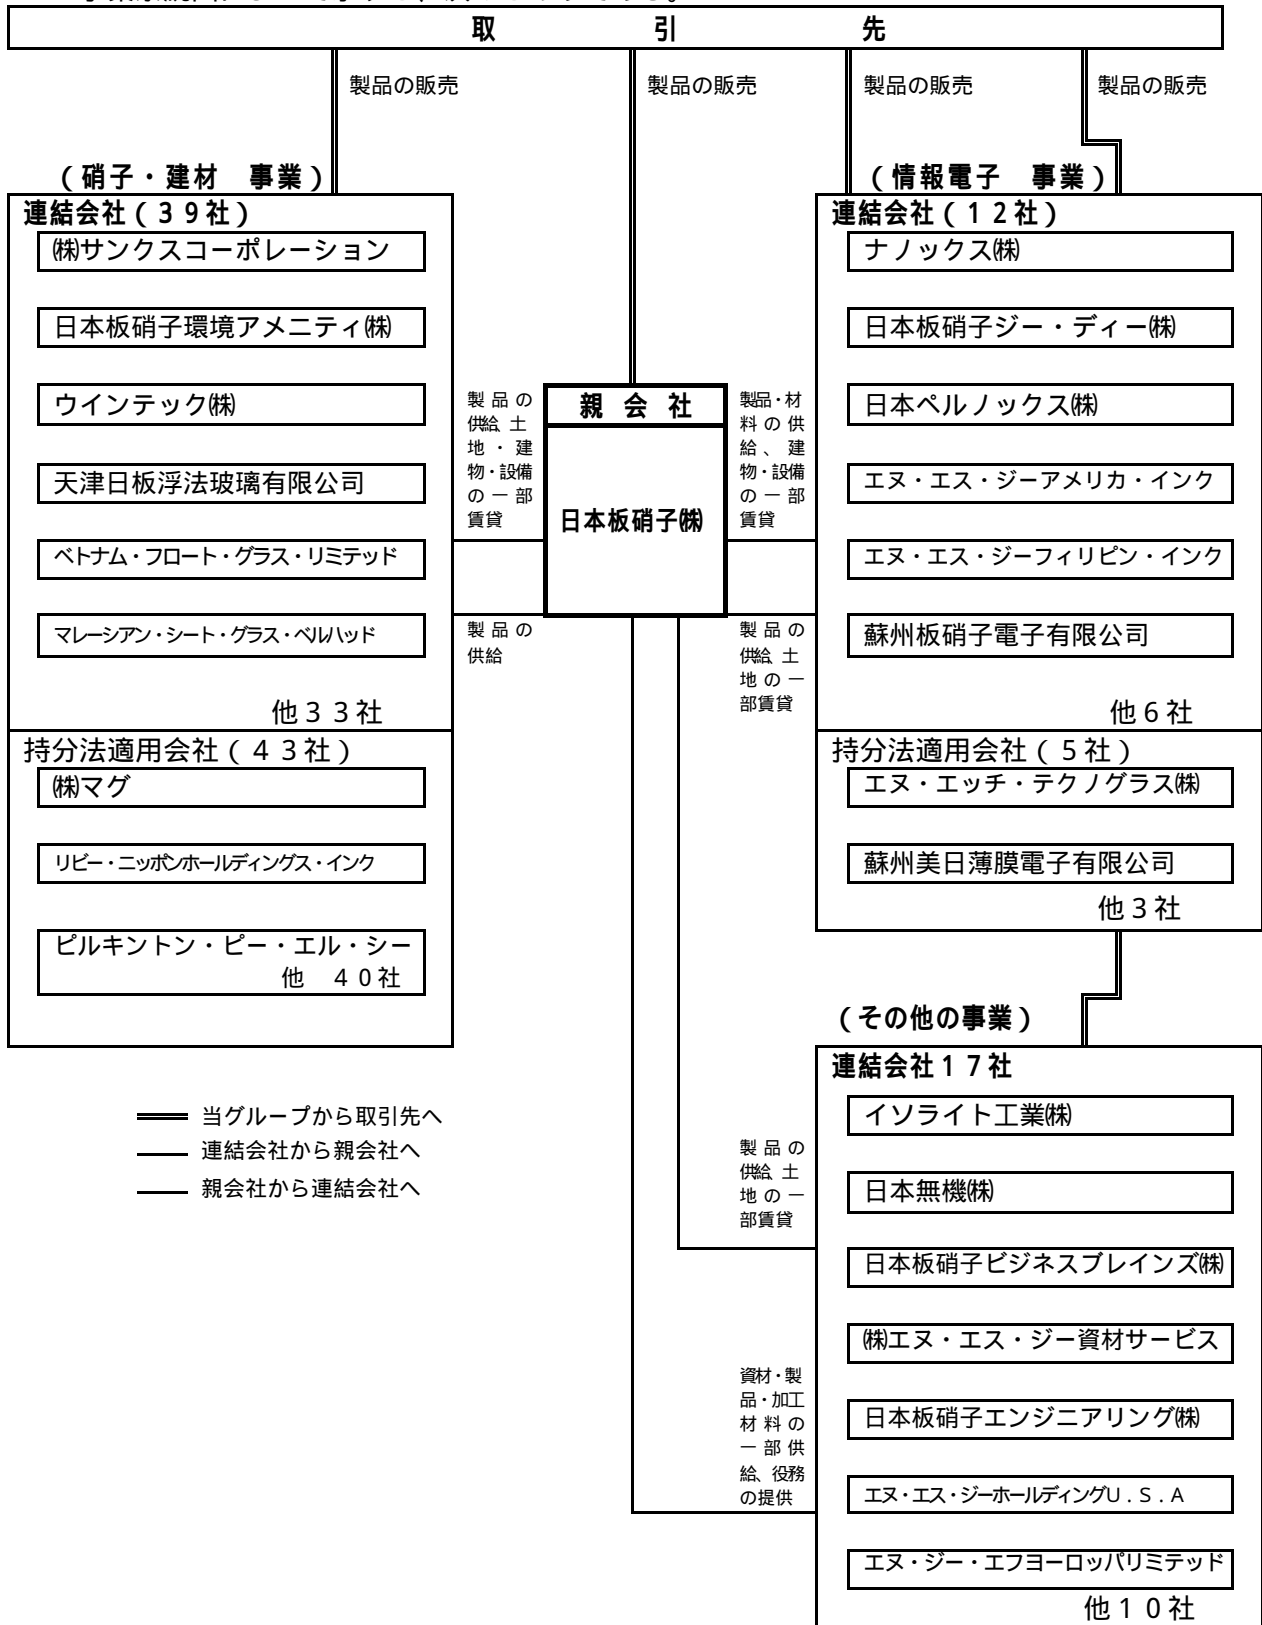 取引先
製品の販売
製品の販売
製品の販売
製品の販売
(硝子・建材 事業)
連結会社(39社)
㈱サンクスコーポレーション
日本板硝子環境アメニティ㈱
ウインテック㈱
天津日板浮法玻璃有限公司
ベトナム・フロート・グラス・リミテッド
マレーシアン・シート・グラス・ベルハッド
他33社
持分法適用会社(43社)
㈱マグ
リビー・ニッポンホールディングス・インク
ピルキントン・ピー・エル・シー
他 40社
製品の
供給、土
地・建
物・設備
の一部
賃貸
製品の
供給
親会社
日本板硝子㈱
製品・材
料の供
給、建
物・設備
の一部
賃貸
製品の
供給、土
地の一
部賃貸
(情報電子 事業)
連結会社(12社)
ナノックス㈱
日本板硝子ジー・ディー㈱
日本ペルノックス㈱
エヌ・エス・ジーアメリカ・インク
エヌ・エス・ジーフィリピン・インク
蘇州板硝子電子有限公司
他6社
持分法適用会社(5社)
エヌ・エッチ・テクノグラス㈱
蘇州美日薄膜電子有限公司
他3社
(その他の事業)
連結会社17社
イソライト工業㈱
日本無機㈱
日本板硝子ビジネスブレインズ㈱
㈱エヌ・エス・ジー資材サービス
日本板硝子エンジニアリング㈱
エヌ・エス・ジーホールディングU.S.A
エヌ・ジー・エフヨーロッパリミテッド
他10社
製品の
供給、土
地の一
部賃貸
資材・製
品・加工
材料の
一部供
給、役務
の提供
当グループから取引先へ
連結会社から親会社へ
親会社から連結会社へ